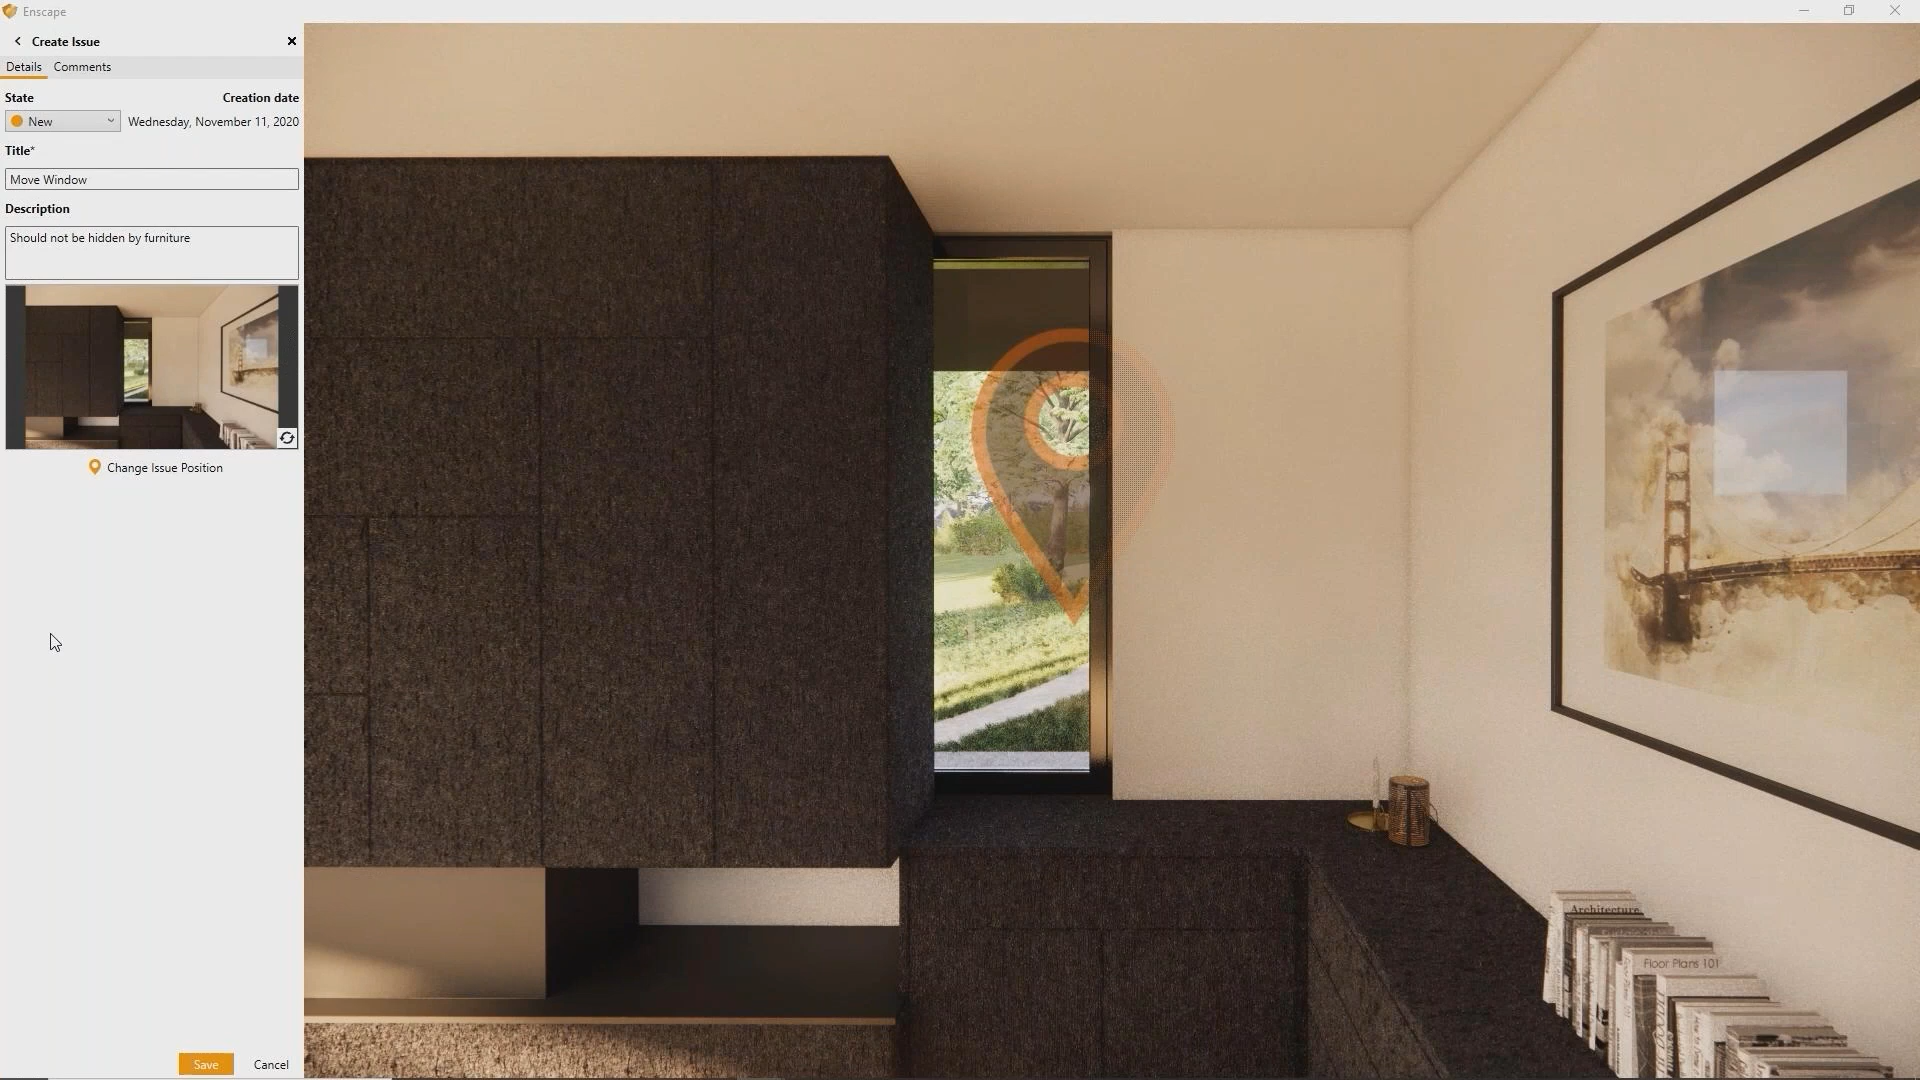 Enscape
Create Issue
Details Comments
State Creation date
New Wednesday, November 11, 2020
Title*
Move Window
Description
Should not be hidden by furniture
Change Issue Position
Architecture
Floor Plans 101
Save Cancel